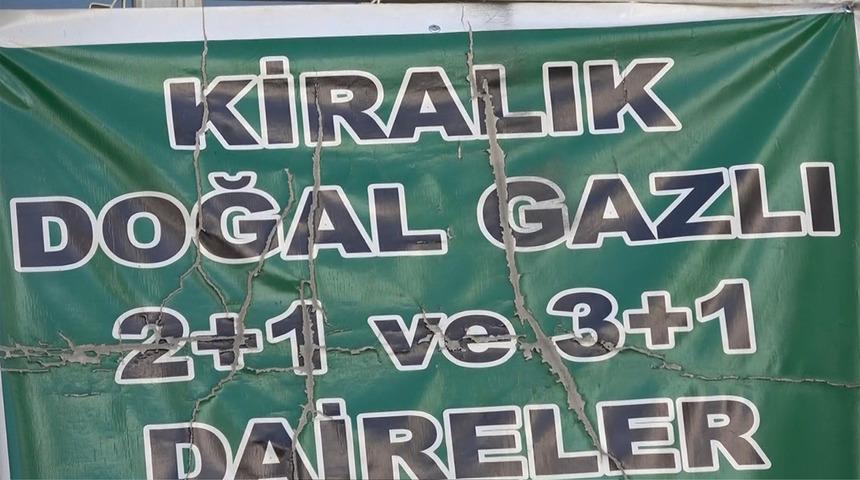 KİRALIK
DOĞAL GAZLI
2+1 ve 3+1
DAİRELER